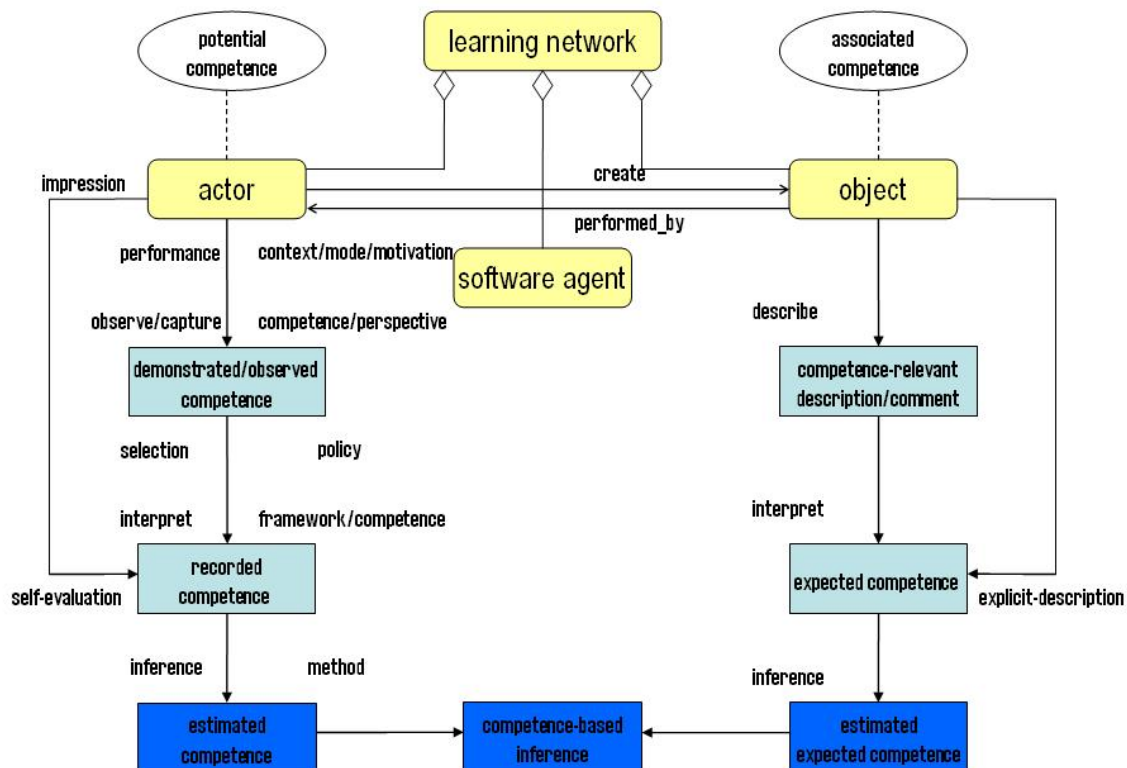 potential
competence
learning network
associated
competence
impression
actor
create
object
performed_by
performance
context/mode/motivation
software agent
observe/capture
competence/perspective
describe
demonstrated/observed
competence
competence-relevant
description/comment
selection
policy
interpret
framework/competence
interpret
recorded
competence
expected competence
self-evaluation
explicit-description
inference
method
inference
estimated
competence
competence-based
inference
estimated
expected competence